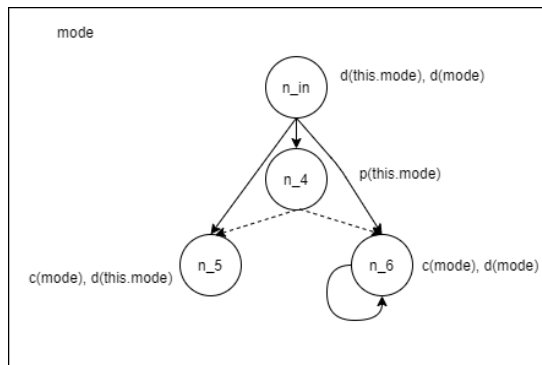 mode
d(this.mode), d(mode)
n_in
n_4
p(this.mode)
n_5
n_6
c(mode), d(mode)
c(mode), d(this.mode)